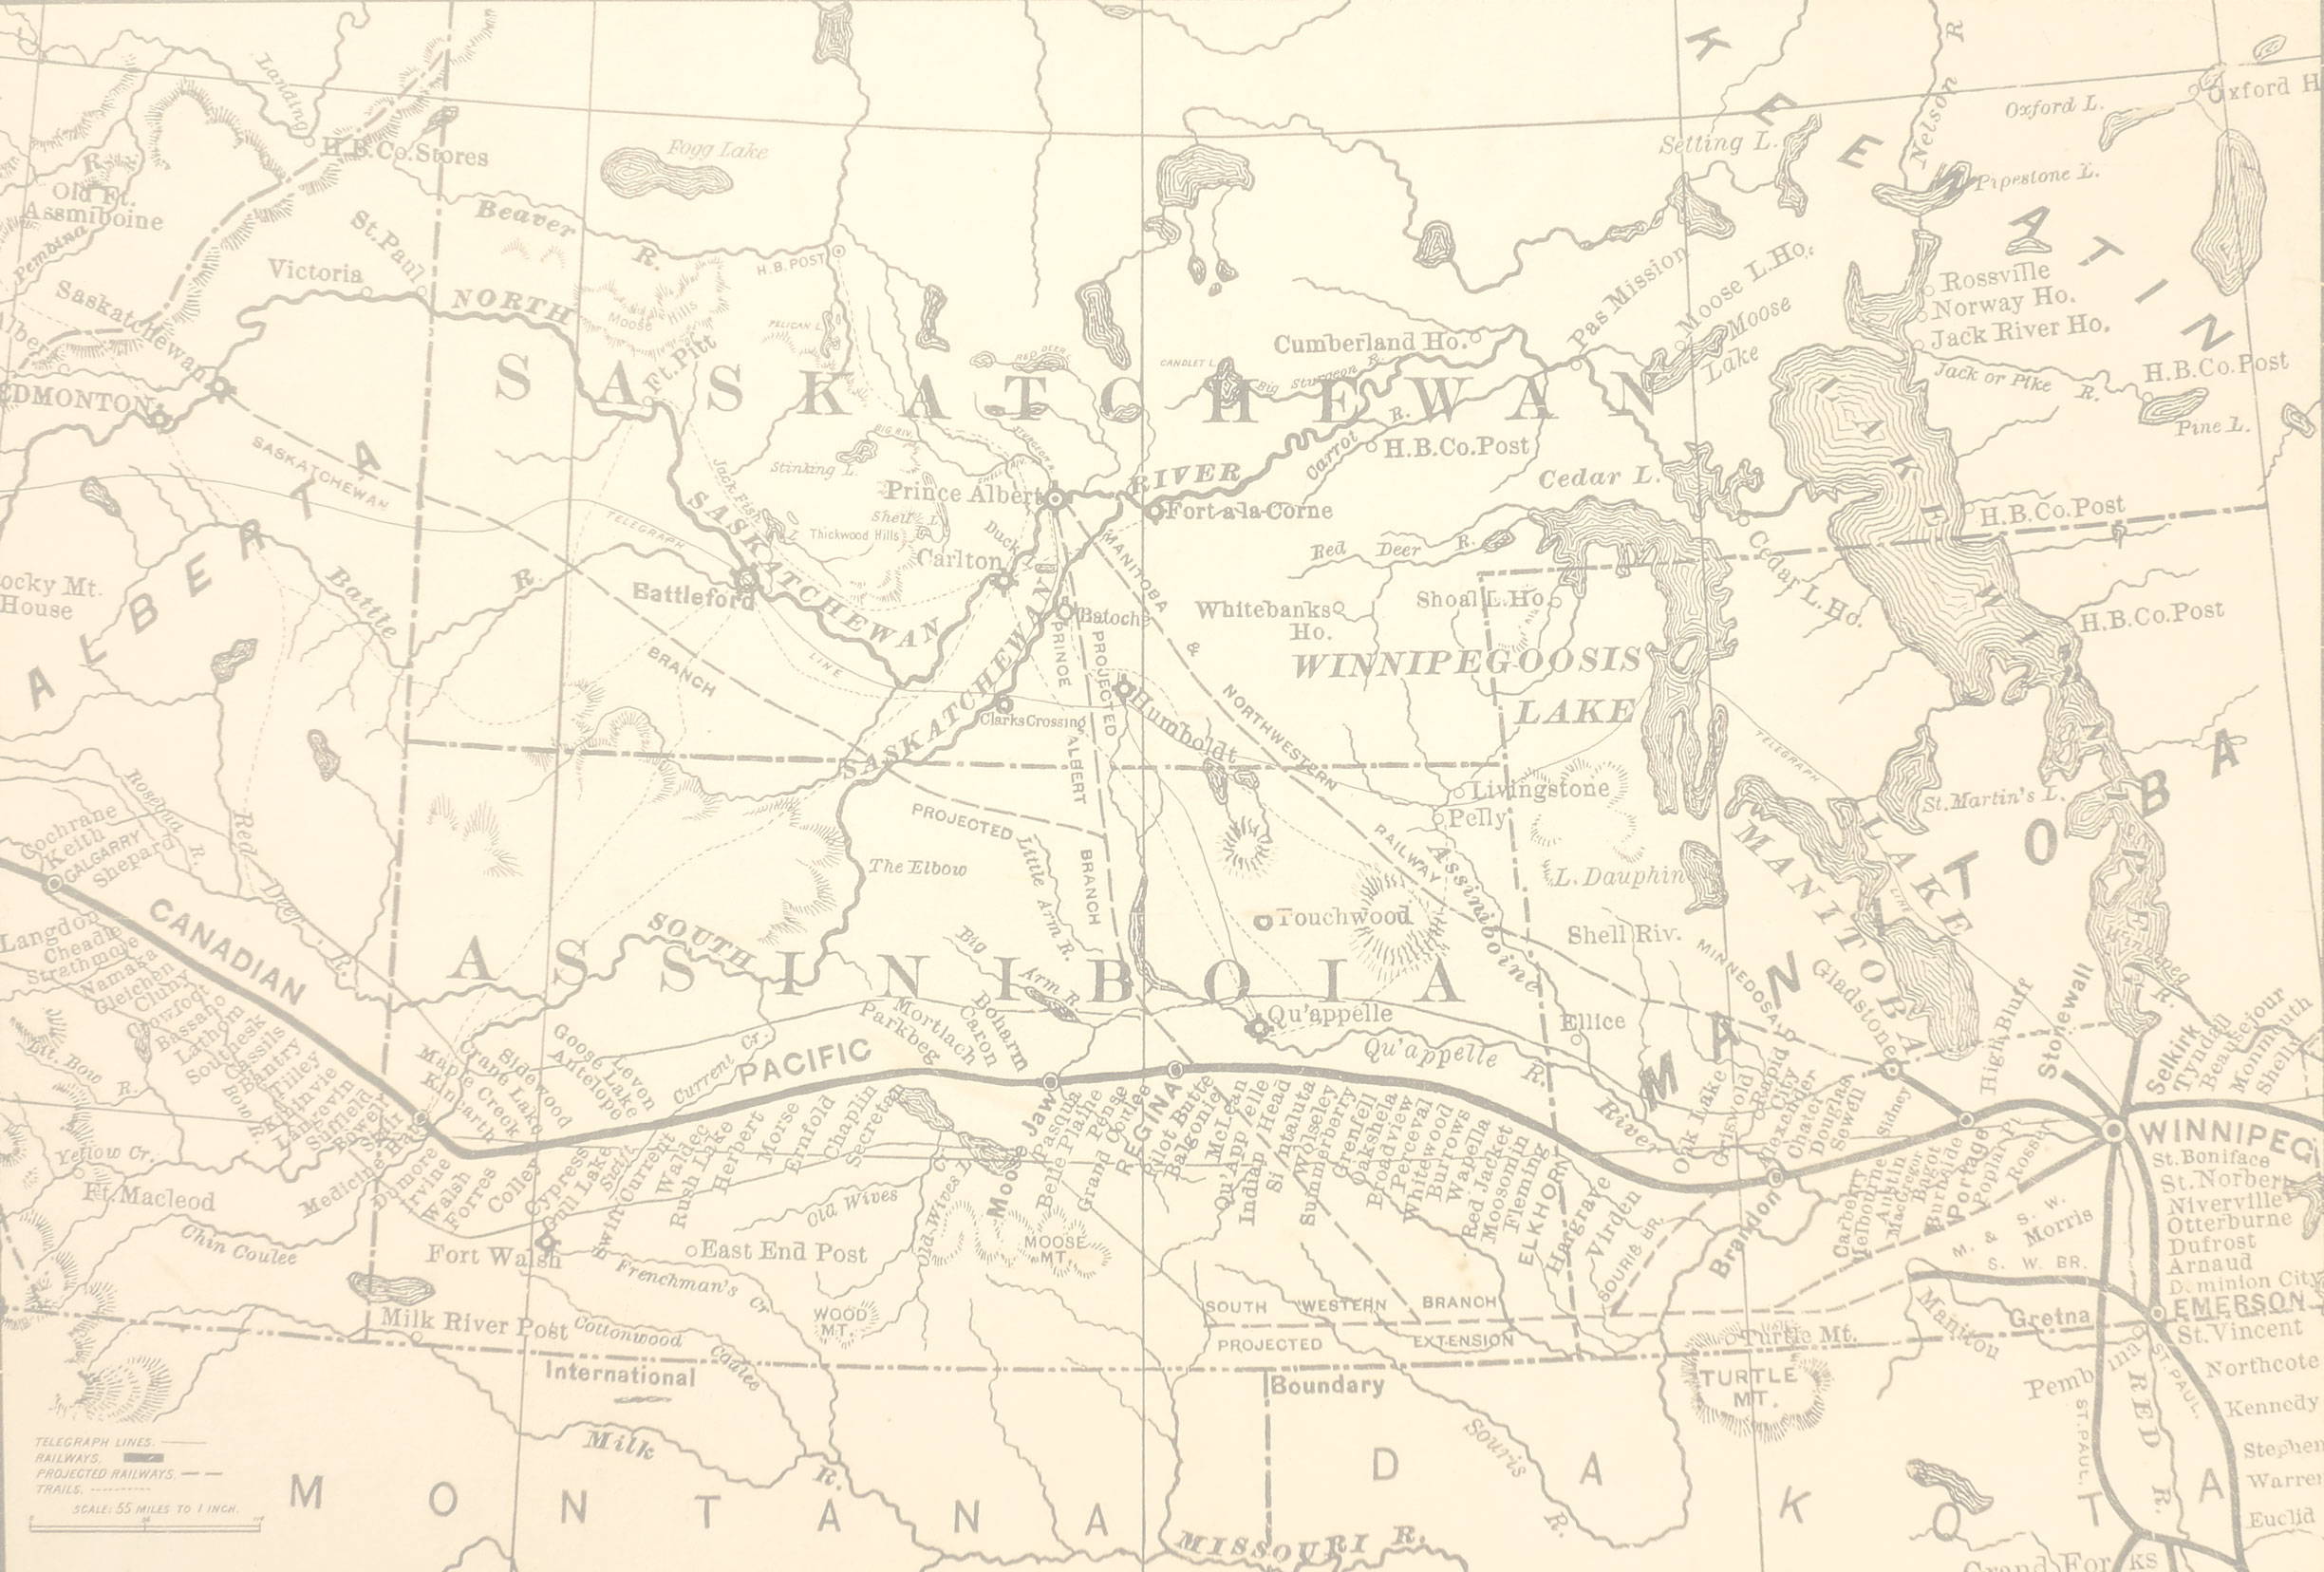 KEEWATIN
Landing
H.B.Co.Stores
Fogg Lake
Setting L.
Nelson R
Oxford L.
Oxford H
Pipestone L.
R.
Old Ft.
Assiniboine
Pembina
Beaver
R.
St.Paul
Victoria
H.B. POST
NORTH
Saskatchewan
Moose Hills
PELICAN L.
Ft. Pitt
RED DEER
CANDLET L.
Cumberland Ho.
Big Sturgeon R.
Pas Mission
Moose L.Ho.
Moose
Lake
Rossville
Norway Ho.
Jack River Ho.
Jack or Pike R.
H.B.Co.Post
Pine L.
EDMONTON
SASKATCHEWAN
LAKE WINNIPEG
SASKATCHEWAN
BRANCH
BIG RIV.
Stinking L.
Jack Fish L
Carrot R.
H.B.Co.Post
Cedar L.
RIVER
Prince Albert
Fort a-la-Corne
Shell L
Thickwood Hills
Duck
Carlton
Red Deer R.
H.B.Co.Post
Cedar L.Ho.
ALBERTA
TELEGRAPH
LINE
Rocky Mt.
House
Battle
R.
Battleford
SASKATCHEWAN
Batoche
Whitebanks
Ho.
Shoal L.Ho.
H.B.Co.Post
WINNIPEGOOSIS
LAKE
MANITOBA & NORTHWESTERN RAILWAY
PRINCE ALBERT
PROJECTED
BRANCH
Clarks Crossing
Humboldt
SASKATCHEWAN
TELEGRAPH
LINE
Livingstone
Pelly
St.Martin's L.
LAKE
MANITOBA
MANITOBA
Rosebud R.
Red Deer R.
Cochrane
Keith
CALGARRY
Shepard
PROJECTED
Little Arm R.
The Elbow
Assiniboine
L. Dauphin
Touchwood
Shell Riv.
MINNEDOSA
Gladstone
Winnipeg
R.
CANADIAN
Langdon
Cheadle
Strathmore
Namaka
Gleichen
Cluny
Crowfoot
Bassano
Lathom
Southesk
Cassils
Bantry
Tilley
Kininvie
Langevin
Suffield
Bowell
Stair
Medicine Hat
SOUTH
ASSINIBOIA
Big
Arm R.
Qu'appelle
Ellice
High Bluff
Stonewall
Selkirk
Tyndall
Beausejour
Monmouth
Shelly
Lit. Bow R.
Bow R.
Maple Creek
Kincarth
Crane Lake
Sidewood
Goose Lake
Antelope
Leven
Current Cr.
PACIFIC
Parkbeg
Mortlach
Caron
Boharm
Qu'appelle R.
River
Yellow Cr.
Ft. Macleod
Dumore
Irvine
Walsh
Forres
Colley
Cypress
Gull Lake
Swift Current
Waldec
Rush Lake
Herbert
Morse
Ernfold
Chaplin
Secretan
Moose Jaw
Pasqua
Belle Plaine
Pense
Grand Coulee
REGINA
Pilot Butte
Balgonley
McLean
Qu'App'elle
Indian Head
Sintaluta
Wolseley
Summerberry
Grenfell
Oakshela
Broadview
Perceval
Whitewood
Burrows
Wapella
Red Jacket
Moosomin
Fleming
ELKHORN
Hargrave
Virden
Oak Lake
Griswold
Alexander
Rapid City
Chater
Douglas
Sewell
Brandon
Carberry
Melbourne
Sidney
Austin
MacGregor
Bagot
Burnside
Portage
Poplar Pt
Rosser
WINNIPEG
St.Boniface
St.Norbert
Niverville
Otterburne
Dufrost
Arnaud
Dominion City
EMERSON
St.Vincent
Northcote
Kennedy
Stephen
Warren
Euclid
Chin Coulee
Fort Walsh
Old Wives
Old Wives L.
Cr.
East End Post
MOOSE
MT.
SOURIS BR.
M. & S. W.
Morris
S. W. BR.
Frenchman's Cr
Milk River Post
Cottonwood
Coulee
WOOD
MT.
SOUTH WESTERN BRANCH
PROJECTED EXTENSION
Turtle Mt.
Manitou
Gretna
International
Boundary
TURTLE
MT.
Pembinn
ST.PAUL.
ST.PAUL.
RED R.
Milk R.
Souris R.
MONTANA
DAKOTA
MISSOURI R.
Grand Forks
TELEGRAPH LINES.
RAILWAYS.
PROJECTED RAILWAYS.
TRAILS.
SCALE: 55 MILES TO 1 INCH.